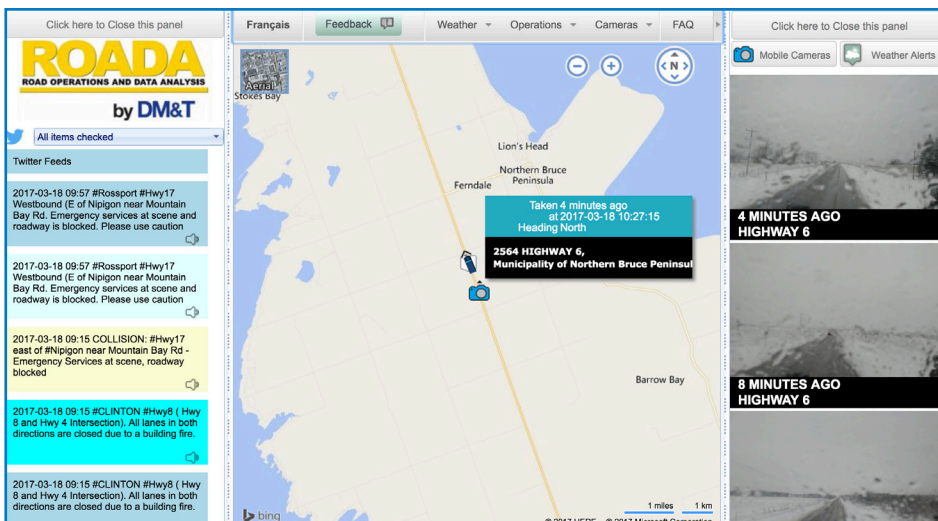 Click here to Close this panel
ROADA
ROAD OPERATIONS AND DATA ANALYSIS
by DM&T
All items checked
Twitter Feeds
2017-03-18 09:57 #Rossport #Hwy17
Westbound (E of Nipigon near Mountain
Bay Rd. Emergency services at scene and
roadway is blocked. Please use caution
2017-03-18 09:57 #Rossport #Hwy17
Westbound (E of Nipigon near Mountain
Bay Rd. Emergency services at scene and
roadway is blocked. Please use caution
2017-03-18 09:15 COLLISION: #Hwy17
east of #Nipigon near Mountain Bay Rd -
Emergency Services at scene, roadway
blocked
2017-03-18 09:15 #CLINTON #Hwy8 ( Hwy
8 and Hwy 4 Intersection). All lanes in both
directions are closed due to a building fire.
2017-03-18 09:15 #CLINTON #Hwy8 ( Hwy
8 and Hwy 4 Intersection). All lanes in both
directions are closed due to a building fire.
Français
Feedback
Weather
Operations
Cameras
FAQ
Aerial
Stokes Bay
N
Lion's Head
Northern Bruce
Peninsula
Ferndale
Taken 4 minutes ago
at 2017-03-18 10:27:15
Heading North
2564 HIGHWAY 6,
Municipality of Northern Bruce Peninsul
Barrow Bay
1 miles
1 km
bing
© 2017 HERE © 2017 Microsoft Corporation
Click here to Close this panel
Mobile Cameras
Weather Alerts
4 MINUTES AGO
HIGHWAY 6
8 MINUTES AGO
HIGHWAY 6